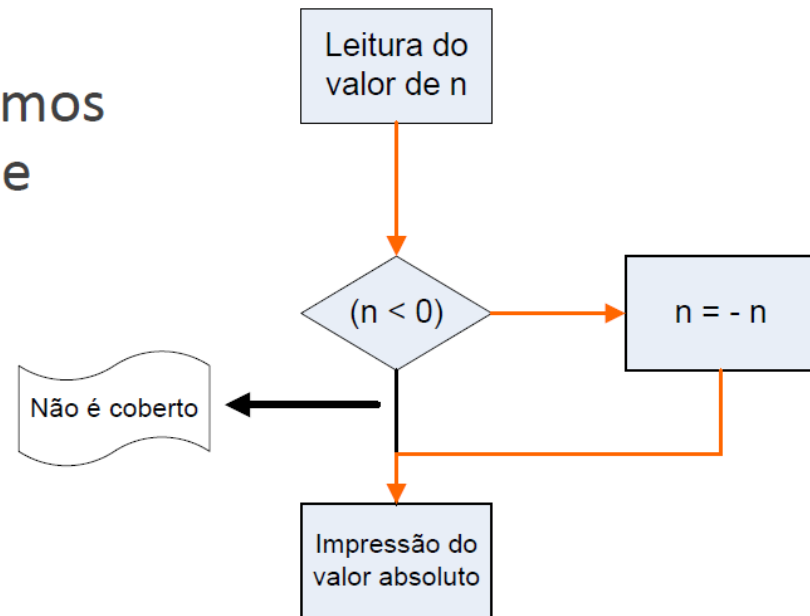 Leitura do
valor de n
mos
e
(n < 0)
n = - n
Não é coberto
Impressão do
valor absoluto